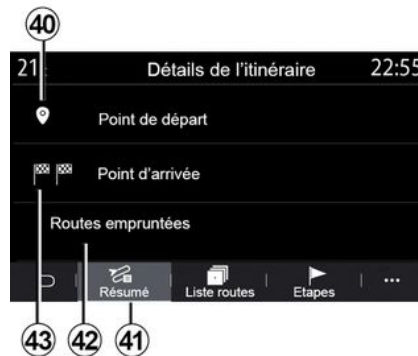 40
21 Détails de l'itinéraire 22:55
Point de départ
Point d'arrivée
Routes empruntées
Résumé Liste routes Etapes ...
43 42 41